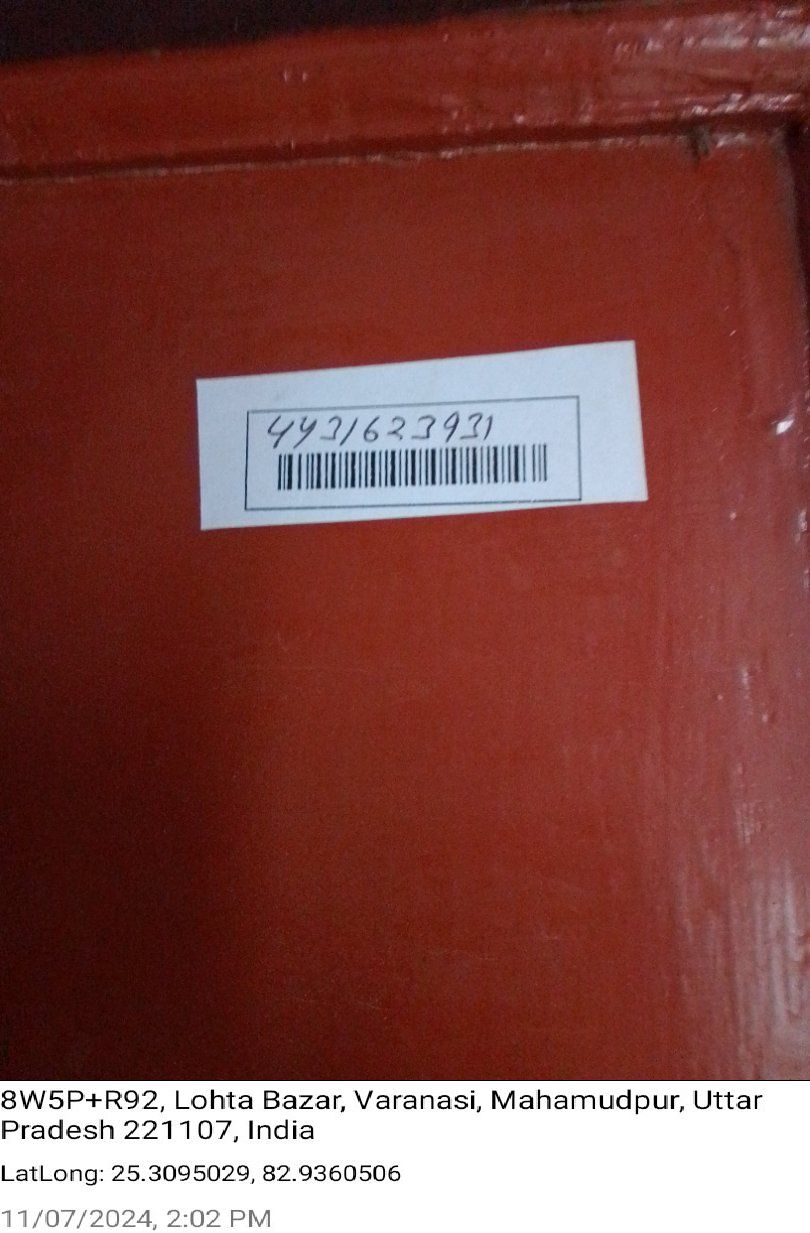 4431623931
8W5P+R92, Lohta Bazar, Varanasi, Mahamudpur, Uttar
Pradesh 221107, India
LatLong: 25.3095029, 82.9360506
11/07/2024, 2:02 PM